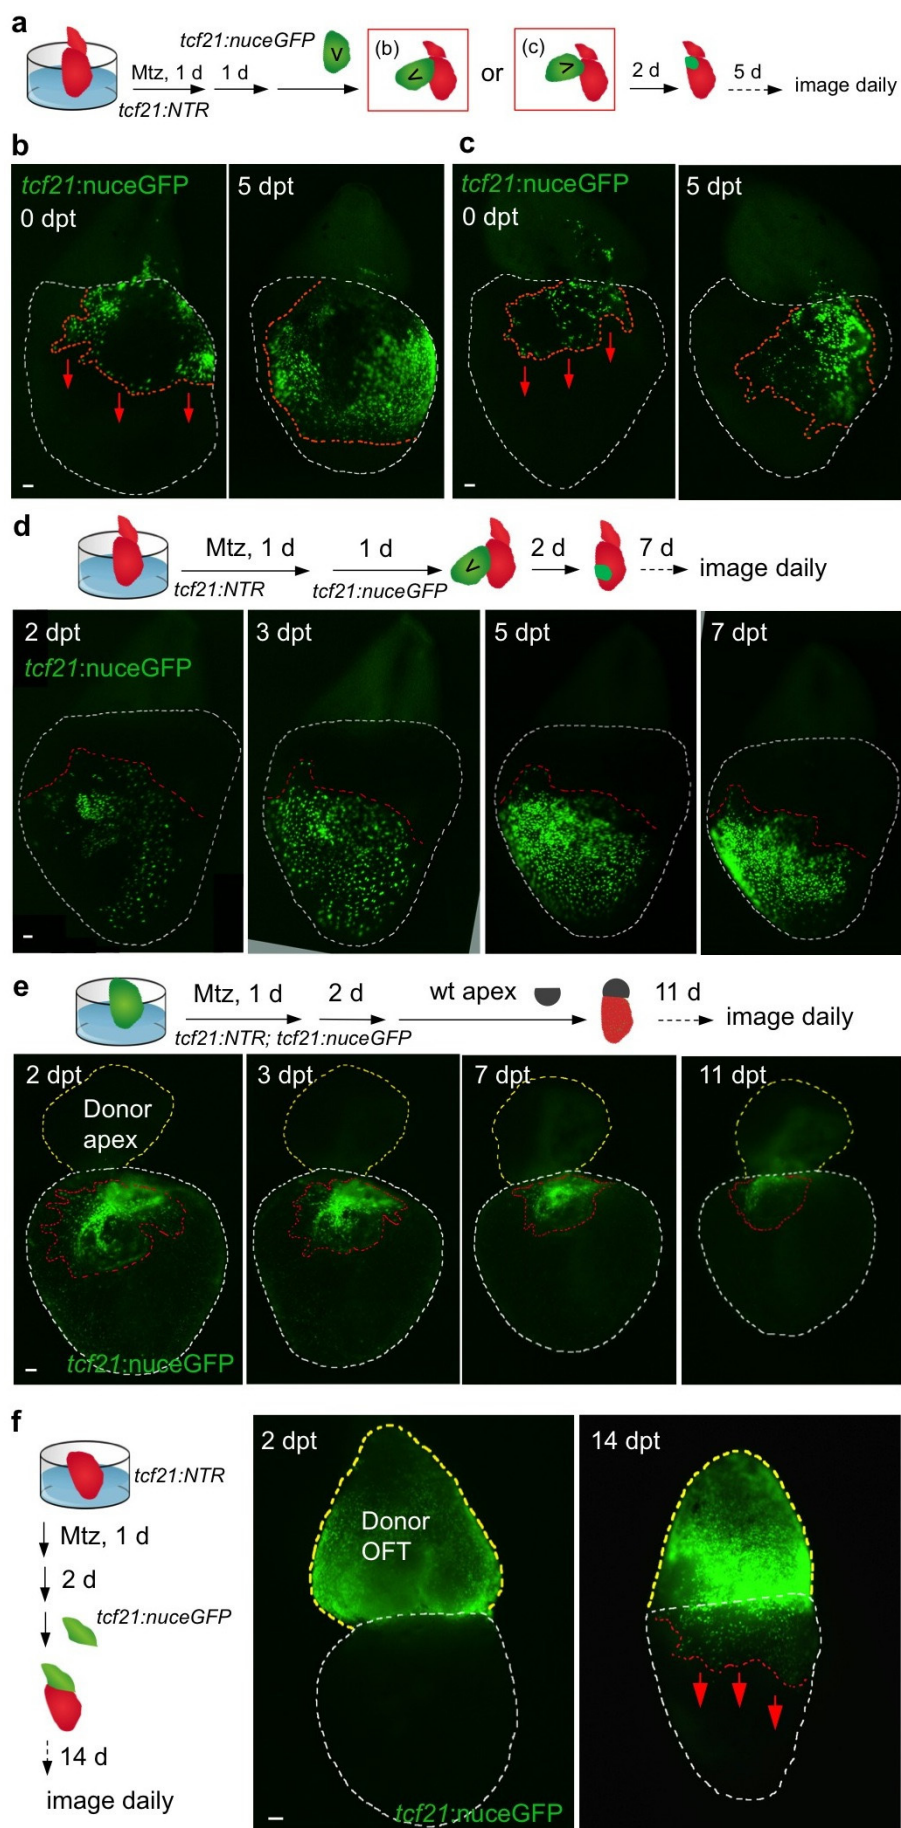 a
tcf21:nuceGFP
Mtz, 1 d
1 d
tcf21:NTR
v
(b)
<
or
(c)
>
2 d
5 d
image daily
b
tcf21:nuceGFP
0 dpt
5 dpt
c
tcf21:nuceGFP
0 dpt
5 dpt
d
Mtz, 1 d
tcf21:NTR
1 d
tcf21:nuceGFP
<
2 d
7 d
image daily
2 dpt
tcf21:nuceGFP
3 dpt
5 dpt
7 dpt
e
Mtz, 1 d
2 d
tcf21:NTR; tcf21:nuceGFP
wt apex
11 d
image daily
2 dpt
Donor
apex
tcf21:nuceGFP
3 dpt
7 dpt
11 dpt
f
tcf21:NTR
Mtz, 1 d
2 d
tcf21:nuceGFP
14 d
image daily
2 dpt
Donor
OFT
tcf21:nuceGFP
14 dpt